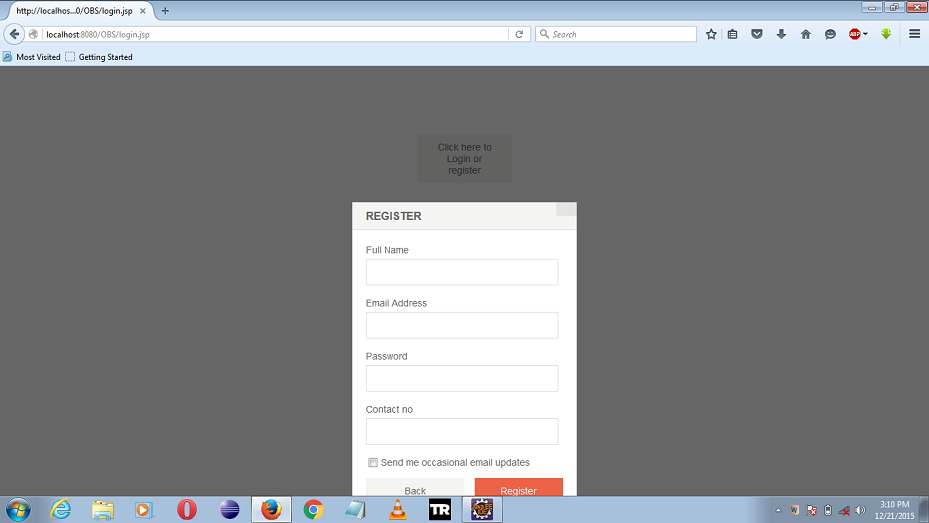 http://localhos...0/OBS/login.jsp
localhost:8080/OBS/login.jsp
Search
ABP
Most Visited
Getting Started
Click here to
Login or
register
REGISTER
Full Name
Email Address
Password
Contact no
Send me occasional email updates
Back
Register
TR
W
3:10 PM
12/21/2015